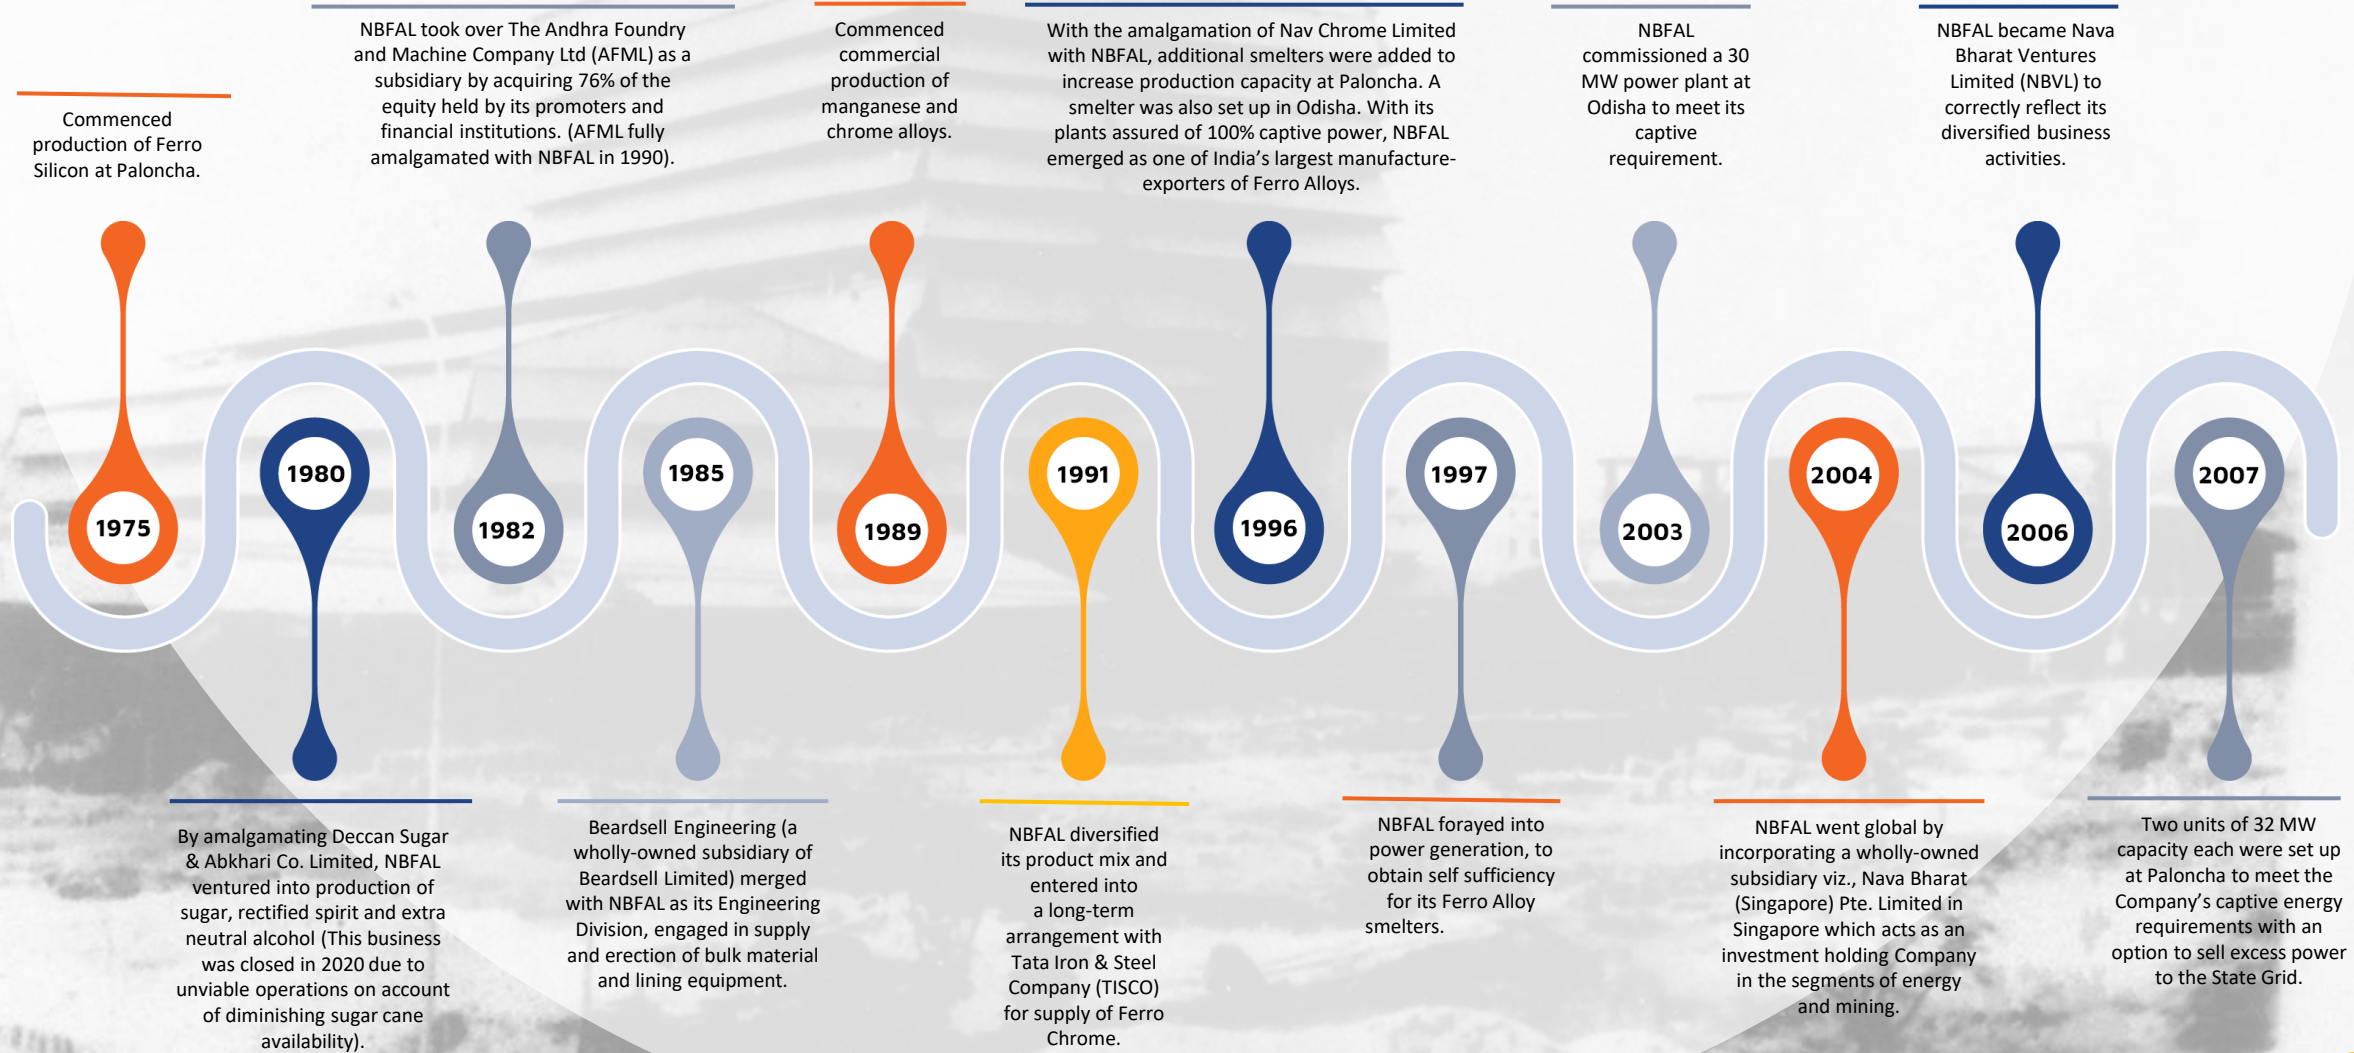 Commenced
production of Ferro
Silicon at Paloncha.
NBFAL took over The Andhra Foundry
and Machine Company Ltd (AFML) as a
subsidiary by acquiring 76% of the
equity held by its promoters and
financial institutions. (AFML fully
amalgamated with NBFAL in 1990).
Commenced
commercial
production of
manganese and
chrome alloys.
With the amalgamation of Nav Chrome Limited
with NBFAL, additional smelters were added to
increase production capacity at Paloncha. A
smelter was also set up in Odisha. With its
plants assured of 100% captive power, NBFAL
emerged as one of India’s largest manufacture-
exporters of Ferro Alloys.
NBFAL
commissioned a 30
MW power plant at
Odisha to meet its
captive
requirement.
NBFAL became Nava
Bharat Ventures
Limited (NBVL) to
correctly reflect its
diversified business
activities.
1975
1980
1982
1985
1989
1991
1996
1997
2003
2004
2006
2007
By amalgamating Deccan Sugar
& Abkhari Co. Limited, NBFAL
ventured into production of
sugar, rectified spirit and extra
neutral alcohol (This business
was closed in 2020 due to
unviable operations on account
of diminishing sugar cane
availability).
Beardsell Engineering (a
wholly-owned subsidiary of
Beardsell Limited) merged
with NBFAL as its Engineering
Division, engaged in supply
and erection of bulk material
and lining equipment.
NBFAL diversified
its product mix and
entered into
a long-term
arrangement with
Tata Iron & Steel
Company (TISCO)
for supply of Ferro
Chrome.
NBFAL forayed into
power generation, to
obtain self sufficiency
for its Ferro Alloy
smelters.
NBFAL went global by
incorporating a wholly-owned
subsidiary viz., Nava Bharat
(Singapore) Pte. Limited in
Singapore which acts as an
investment holding Company
in the segments of energy
and mining.
Two units of 32 MW
capacity each were set up
at Paloncha to meet the
Company’s captive energy
requirements with an
option to sell excess power
to the State Grid.